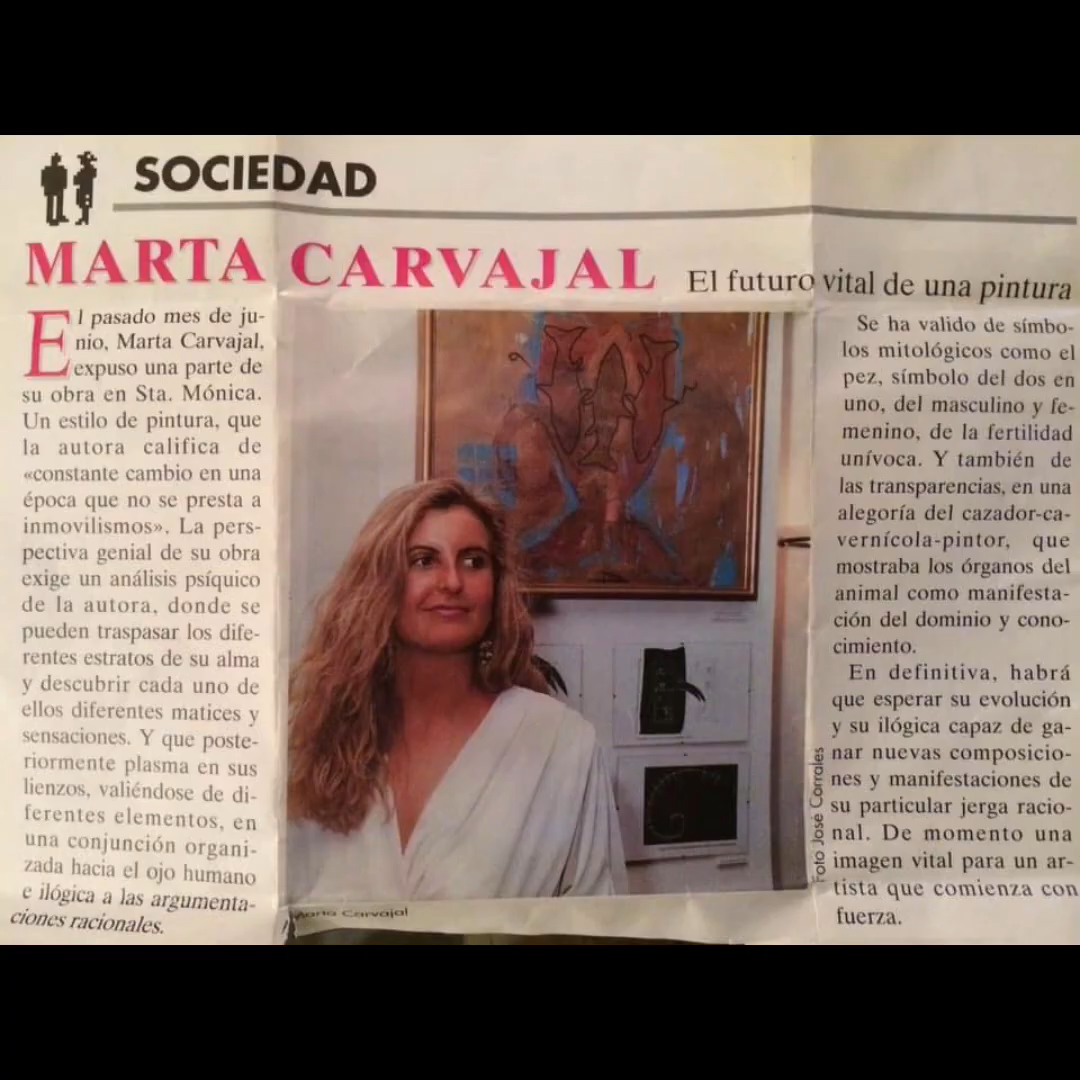 SOCIEDAD
MARTA CARVAJAL El futuro vital de una pintura
El pasado mes de ju-
nio, Marta Carvajal,
expuso una parte de
su obra en Sta. Mónica.
Un estilo de pintura, que
la autora califica de
«constante cambio en una
época que no se presta a
inmovilismos». La pers-
pectiva genial de su obra
exige un análisis psíquico
de la autora, donde se
pueden traspasar los dife-
rentes estratos de su alma
y descubrir cada uno de
ellos diferentes matices y
sensaciones. Y que poste-
riormente plasma en sus
lienzos, valiéndose de di-
ferentes elementos, en
una conjunción organi-
zada hacia el ojo humano
e ilógica a las argumenta-
ciones racionales.
Marta Carvajal
Foto José Corrales
Se ha valido de símbo-
los mitológicos como el
pez, símbolo del dos en
uno, del masculino y fe-
menino, de la fertilidad
unívoca. Y también de
las transparencias, en una
alegoría del cazador-ca-
vernícola-pintor, que
mostraba los órganos del
animal como manifesta-
ción del dominio y cono-
cimiento.
En definitiva, habrá
que esperar su evolución
y su ilógica capaz de ga-
nar nuevas composicio-
nes y manifestaciones de
su particular jerga racio-
nal. De momento una
imagen vital para un ar-
tista que comienza con
fuerza.